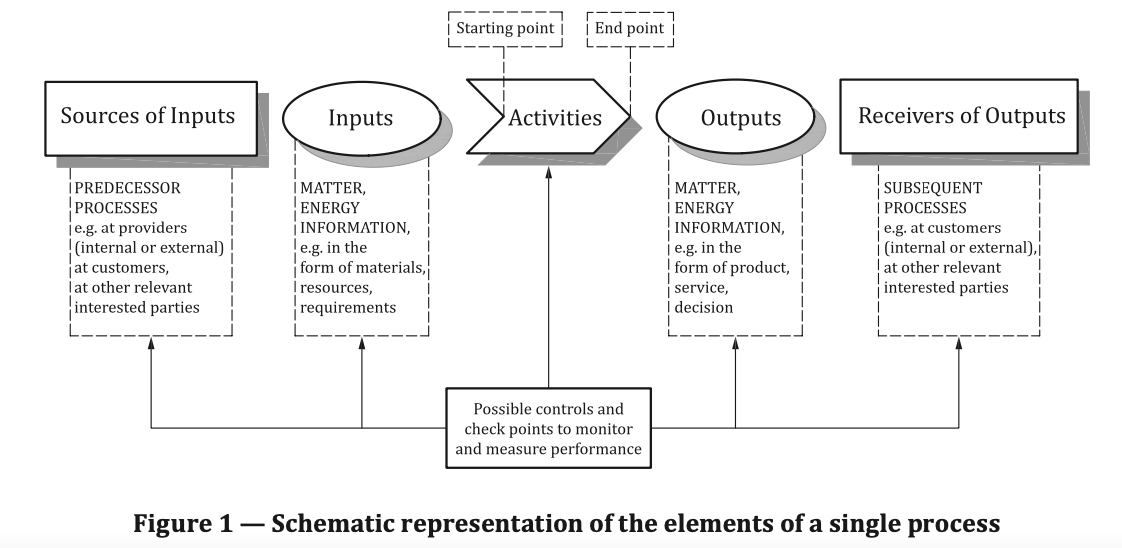 Starting point
End point
Sources of Inputs
Inputs
Activities
Outputs
Receivers of Outputs
PREDECESSOR
PROCESSES
e.g. at providers
(internal or external)
at customers,
at other relevant
interested parties
MATTER,
ENERGY
INFORMATION,
e.g. in the
form of materials,
resources,
requirements
MATTER,
ENERGY
INFORMATION,
e.g. in the
form of product,
service,
decision
SUBSEQUENT
PROCESSES
e.g. at customers
(internal or external),
at other relevant
interested parties
Possible controls and
check points to monitor
and measure performance
Figure 1 — Schematic representation of the elements of a single process